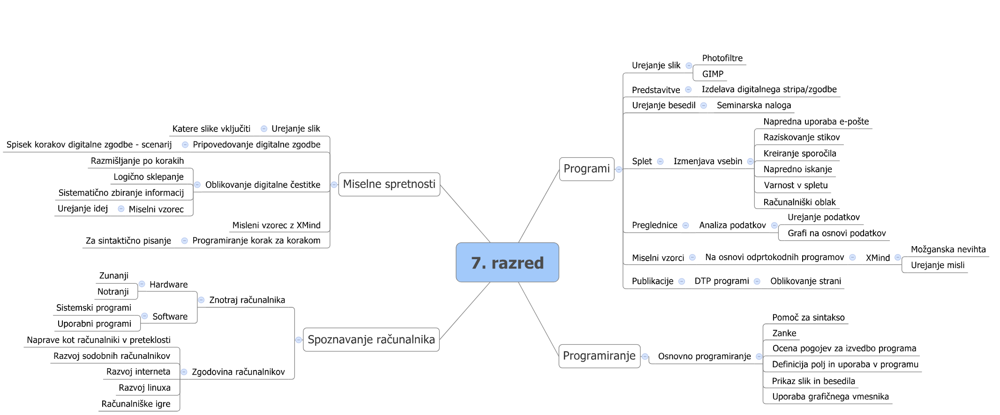 7. razred
Programi
Urejanje slik
Photofiltre
GIMP
Predstavitve
Izdelava digitalnega stripa/zgodbe
Urejanje besedil
Seminarska naloga
Splet
Izmenjava vsebin
Napredna uporaba e-pošte
Raziskovanje stikov
Kreiranje sporočila
Napredno iskanje
Varnost v spletu
Računalniški oblak
Preglednice
Analiza podatkov
Urejanje podatkov
Grafi na osnovi podatkov
Miselni vzorci
Na osnovi odprtokodnih programov
XMind
Možganska nevihta
Urejanje misli
Publikacije
DTP programi
Oblikovanje strani
Programiranje
Osnovno programiranje
Pomoč za sintakso
Zanke
Ocena pogojev za izvedbo programa
Definicija polj in uporaba v programu
Prikaz slik in besedila
Uporaba grafičnega vmesnika
Miselne spretnosti
Urejanje slik
Katere slike vključiti
Pripovedovanje digitalne zgodbe
Spisek korakov digitalne zgodbe - scenarij
Oblikovanje digitalne čestitke
Razmišljanje po korakih
Logično sklepanje
Sistematično zbiranje informacij
Miselni vzorec
Urejanje idej
Misleni vzorec z XMind
Programiranje korak za korakom
Za sintaktično pisanje
Spoznavanje računalnika
Znotraj računalnika
Hardware
Zunanji
Notranji
Software
Sistemski programi
Uporabni programi
Zgodovina računalnikov
Naprave kot računalniki v preteklosti
Razvoj sodobnih računalnikov
Razvoj interneta
Razvoj linuxa
Računalniške igre